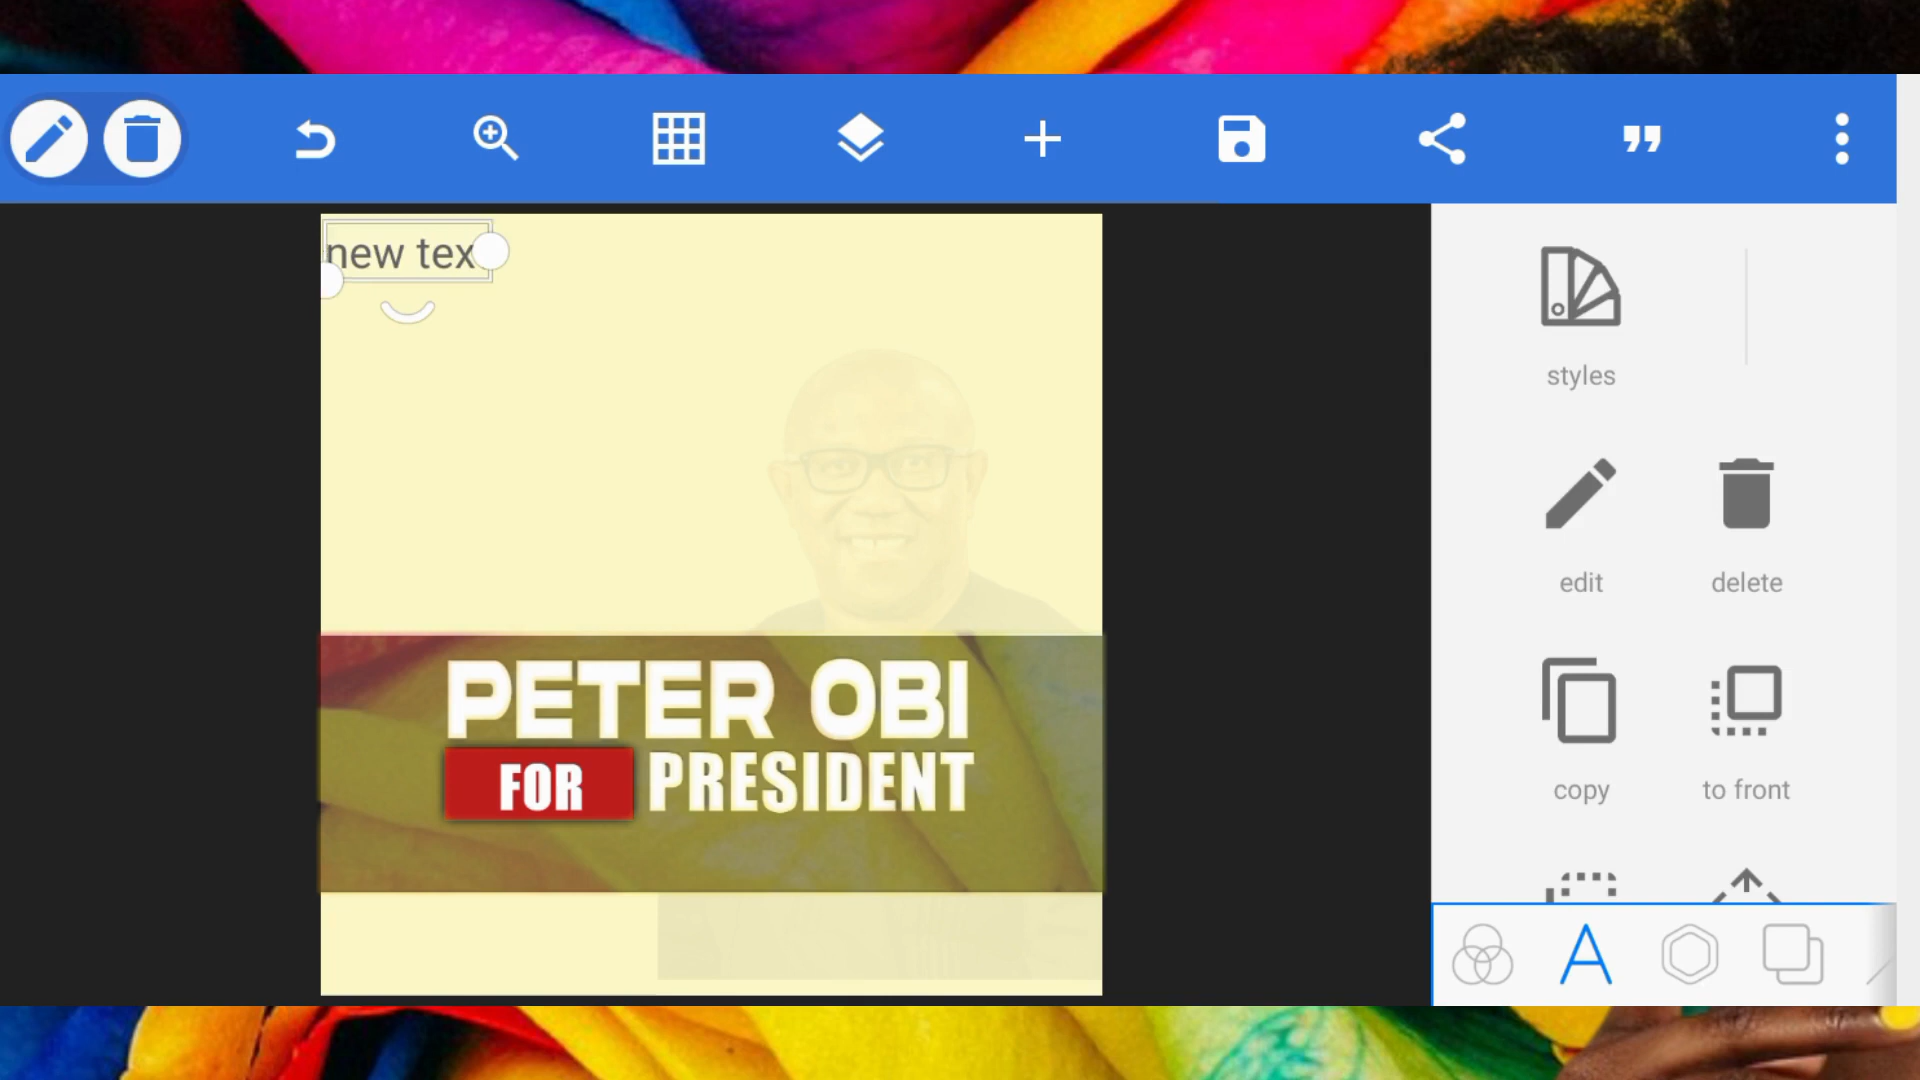 new tex
styles
edit
delete
PETER OBI
FOR PRESIDENT
copy
to front